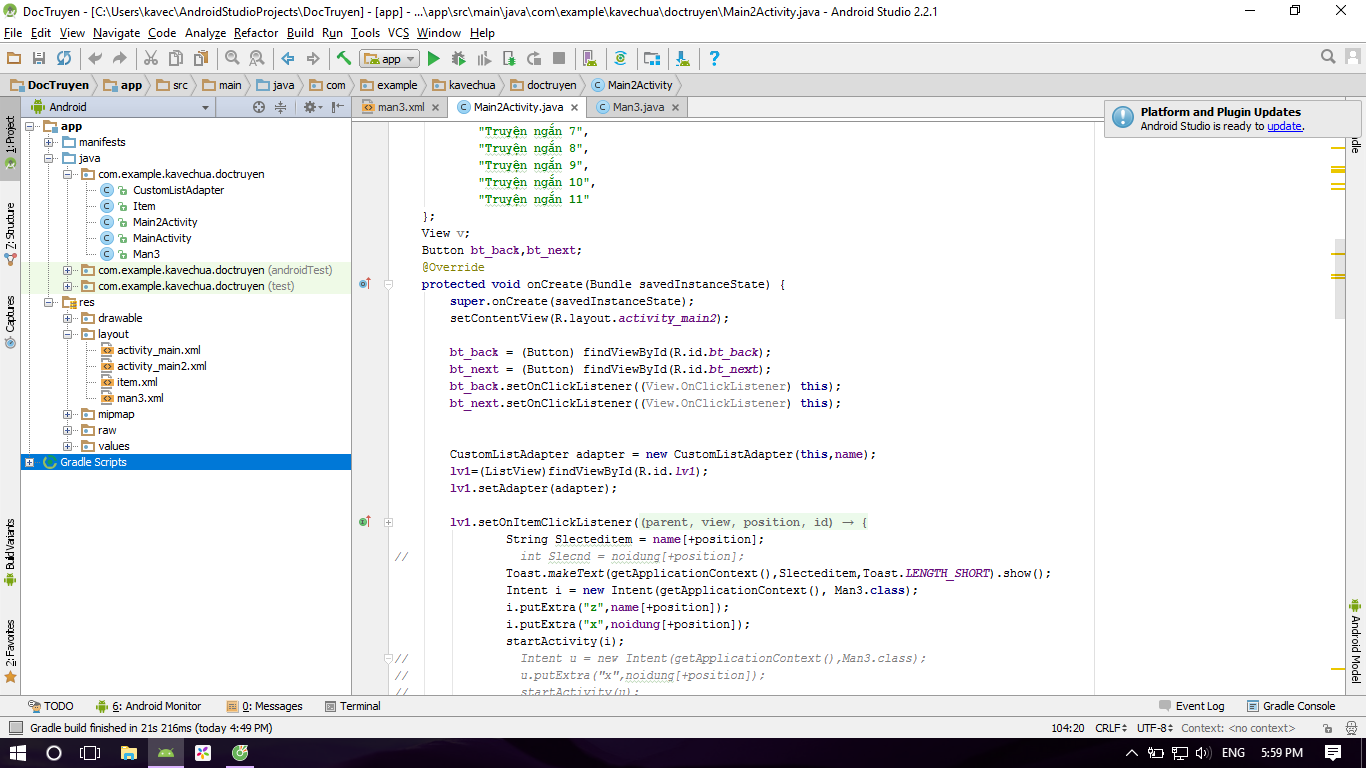 DocTruyen - [C:\Users\kavec\AndroidStudioProjects\DocTruyen] - [app] - ...\app\src\main\java\com\example\kavechua\doctruyen\Main2Activity.java - Android Studio 2.2.1
File Edit View Navigate Code Analyze Refactor Build Run Tools VCS Window Help
app
DocTruyen app src main java com example kavechua doctruyen Main2Activity
Android
man3.xml Main2Activity.java Man3.java
Platform and Plugin Updates
Android Studio is ready to update.
1: Project
7: Structure
Captures
Build Variants
2: Favorites
app
manifests
java
com.example.kavechua.doctruyen
CustomListAdapter
Item
Main2Activity
MainActivity
Man3
com.example.kavechua.doctruyen (androidTest)
com.example.kavechua.doctruyen (test)
res
drawable
layout
activity_main.xml
activity_main2.xml
item.xml
man3.xml
mipmap
raw
values
Gradle Scripts
"Truyện ngắn 7",
"Truyện ngắn 8",
"Truyện ngắn 9",
"Truyện ngắn 10",
"Truyện ngắn 11"
};
View v;
Button bt_back,bt_next;
@Override
protected void onCreate(Bundle savedInstanceState) {
super.onCreate(savedInstanceState);
setContentView(R.layout.activity_main2);
bt_back = (Button) findViewById(R.id.bt_back);
bt_next = (Button) findViewById(R.id.bt_next);
bt_back.setOnClickListener((View.OnClickListener) this);
bt_next.setOnClickListener((View.OnClickListener) this);
CustomListAdapter adapter = new CustomListAdapter(this,name);
lv1=(ListView)findViewById(R.id.lv1);
lv1.setAdapter(adapter);
lv1.setOnItemClickListener((parent, view, position, id) → {
String Slecteditem = name[+position];
// int Slecnd = noidung[+position];
Toast.makeText(getApplicationContext(),Slecteditem,Toast.LENGTH_SHORT).show();
Intent i = new Intent(getApplicationContext(), Man3.class);
i.putExtra("z",name[+position]);
i.putExtra("x",noidung[+position]);
startActivity(i);
// Intent u = new Intent(getApplicationContext(),Man3.class);
// u.putExtra("x",noidung[+position]);
// startActivity(u);
dle
Android Model
TODO 6: Android Monitor 0: Messages Terminal Event Log Gradle Console
Gradle build finished in 21s 216ms (today 4:49 PM) 104:20 CRLF UTF-8 Context: <no context>
ENG 5:59 PM